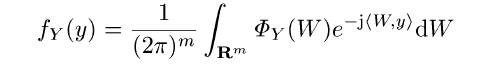 $f_Y(y) = \frac{1}{(2\pi)^m} \int_{\mathbf{R}^m} \Phi_Y(W) e^{-\mathrm{j}\langle W, y \rangle} \mathrm{d}W$